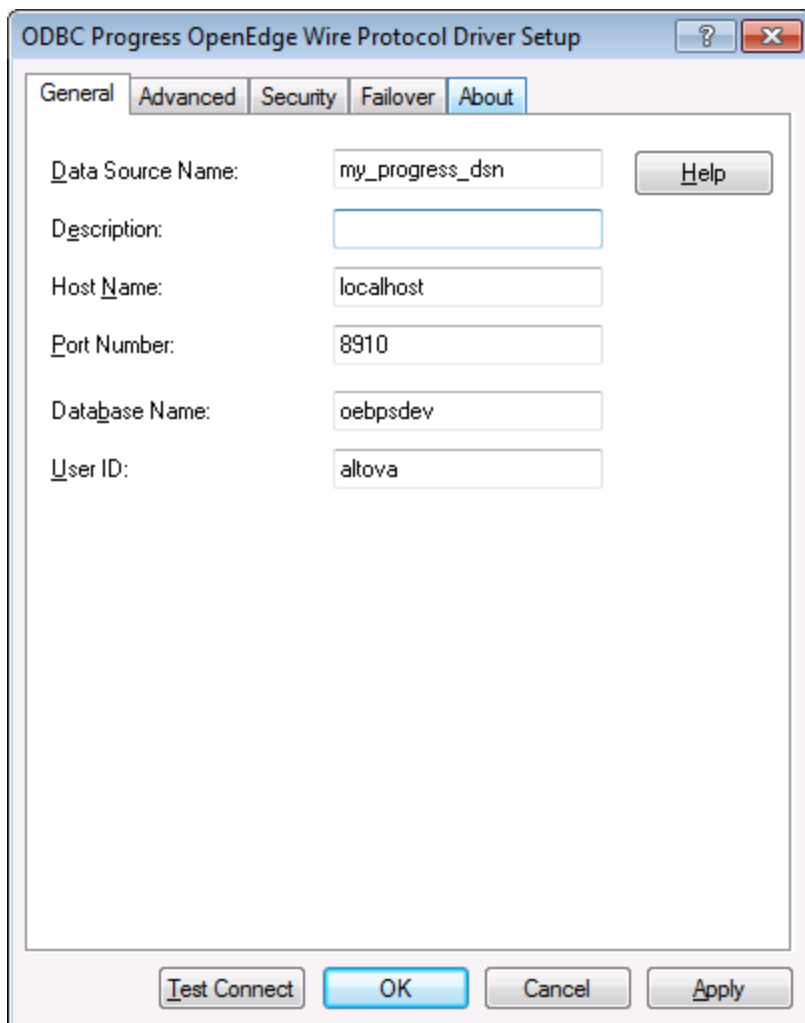 ODBC Progress OpenEdge Wire Protocol Driver Setup ?
General Advanced Security Failover About
Data Source Name: my_progress_dsn Help
Description:
Host Name: localhost
Port Number: 8910
Database Name: oebpsdev
User ID: altova
Test Connect OK Cancel Apply